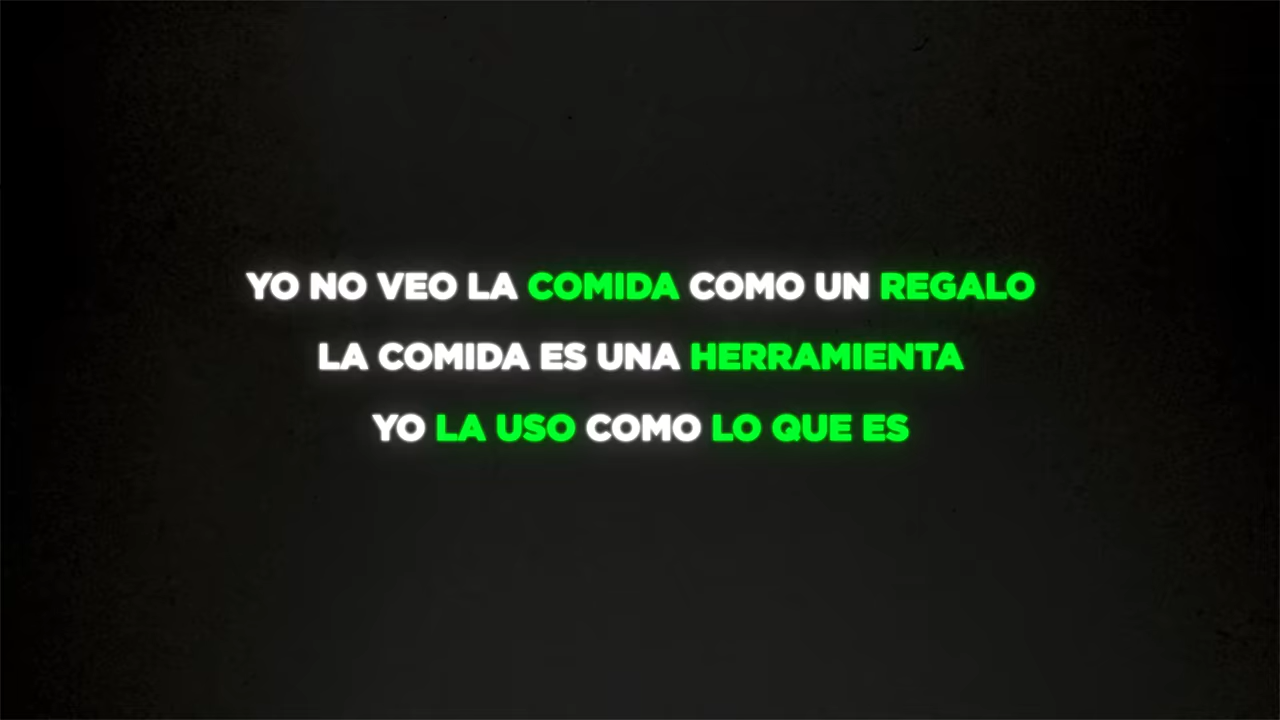 YO NO VEO LA COMIDA COMO UN REGALO
LA COMIDA ES UNA HERRAMIENTA
YO LA USO COMO LO QUE ES